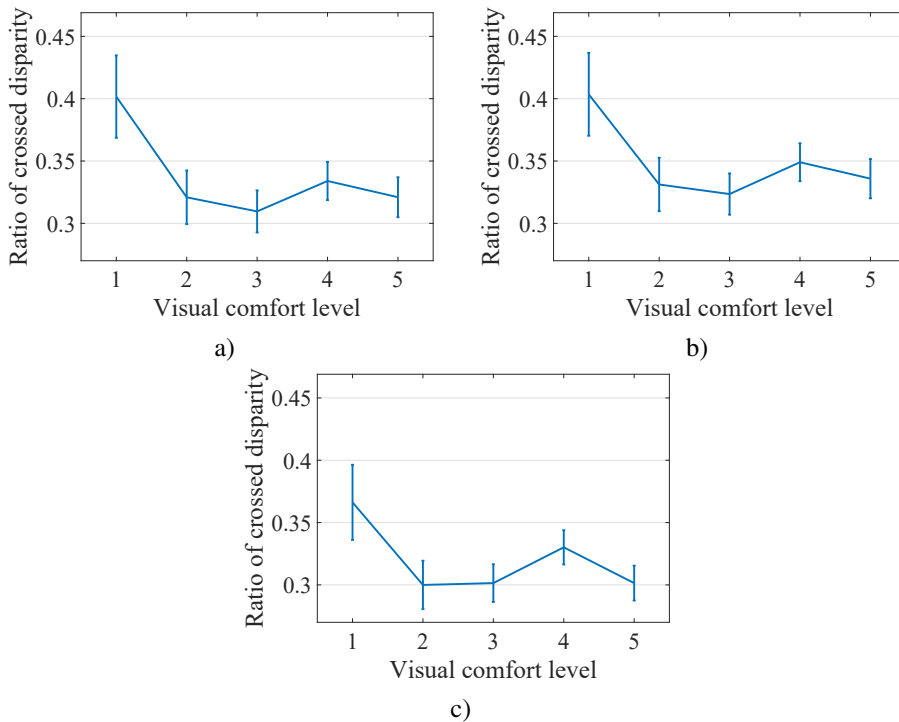 Ratio of crossed disparity
0.45
0.4
0.35
0.3
1 2 3 4 5
Visual comfort level
a)
Ratio of crossed disparity
0.45
0.4
0.35
0.3
1 2 3 4 5
Visual comfort level
b)
Ratio of crossed disparity
0.45
0.4
0.35
0.3
1 2 3 4 5
Visual comfort level
c)